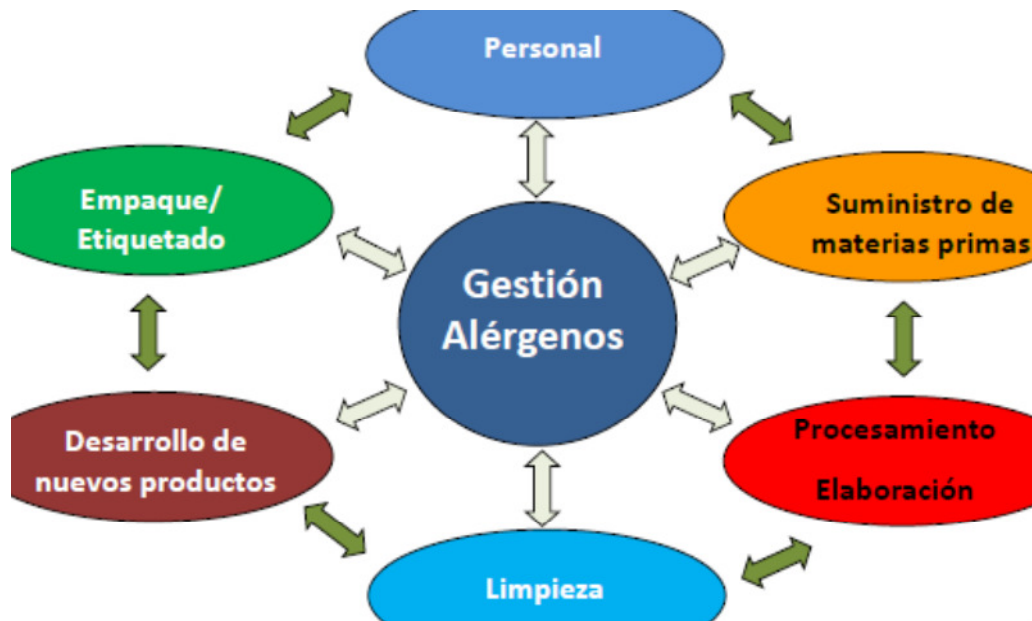 Personal
Empaque/
Etiquetado
Suministro de
materias primas
Gestión
Alérgenos
Desarrollo de
nuevos productos
Procesamiento
Elaboración
Limpieza